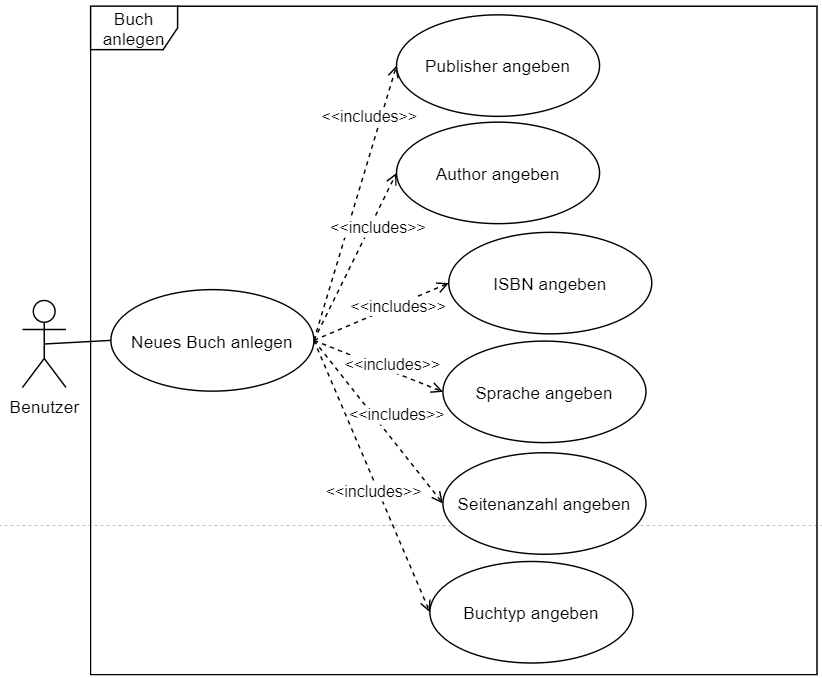 Buch
anlegen
Publisher angeben
<<includes>>
Author angeben
<<includes>>
ISBN angeben
<<includes>>
Neues Buch anlegen
<<includes>>
Sprache angeben
Benutzer
<<includes>>
Seitenanzahl angeben
<<includes>>
Buchtyp angeben